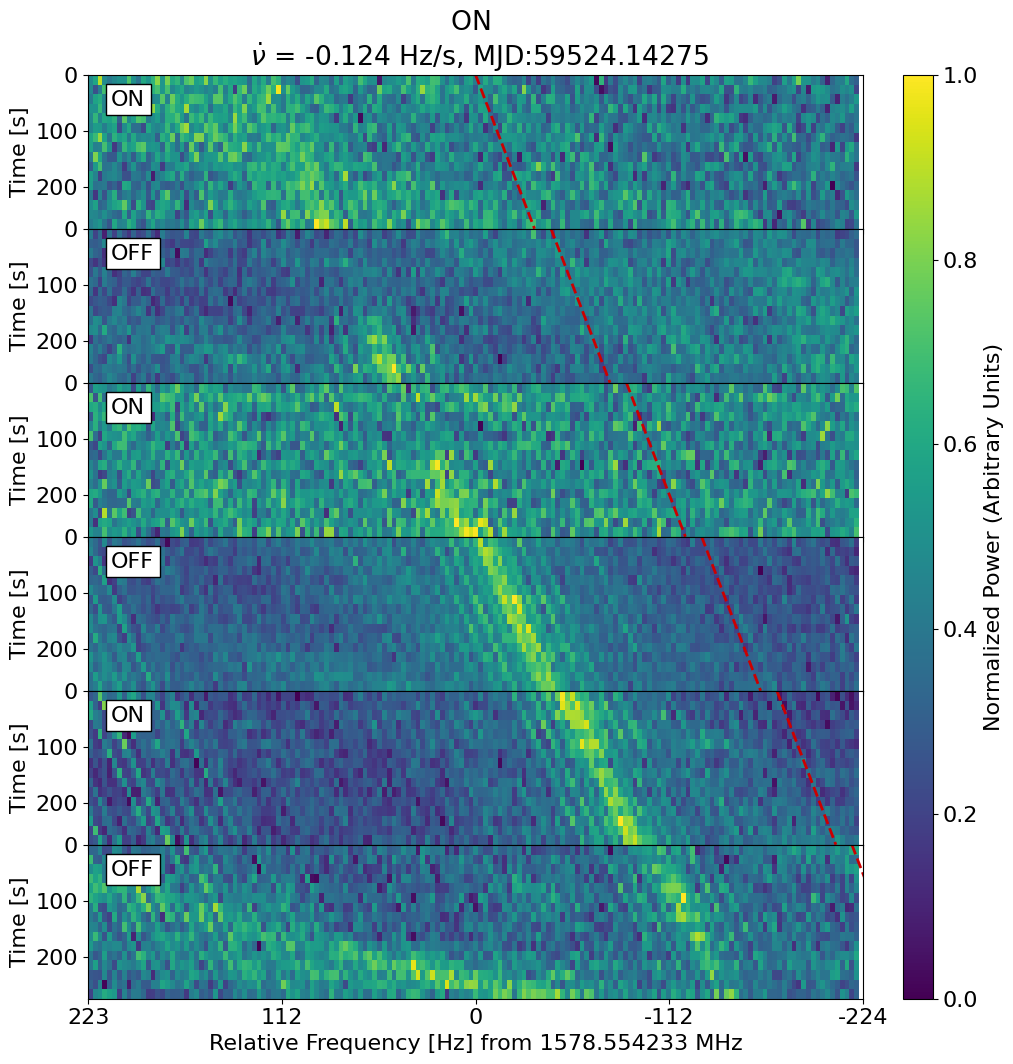 ON
ν̇ = -0.124 Hz/s, MJD:59524.14275
0
ON
100
200
Time [s]
0
OFF
100
200
Time [s]
0
ON
100
200
Time [s]
0
OFF
100
200
Time [s]
0
ON
100
200
Time [s]
0
OFF
100
200
Time [s]
223 112 0 -112 -224
Relative Frequency [Hz] from 1578.554233 MHz
1.0
0.8
0.6
0.4
0.2
0.0
Normalized Power (Arbitrary Units)